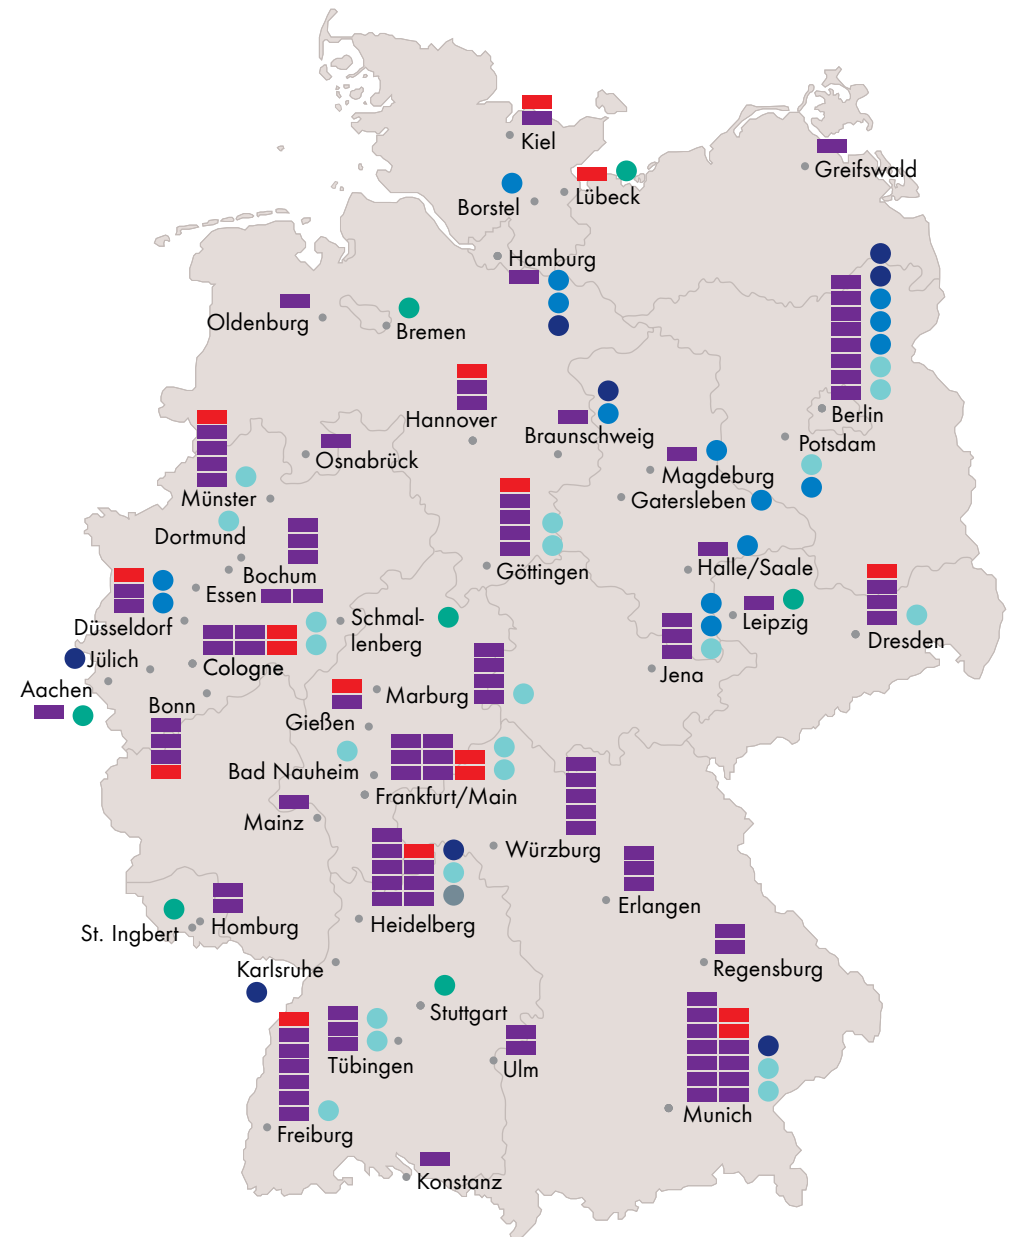 Kiel
Greifswald
Lübeck
Borstel
Hamburg
Oldenburg
Bremen
Hannover
Berlin
Braunschweig
Potsdam
Osnabrück
Magdeburg
Münster
Gatersleben
Dortmund
Göttingen
Halle/Saale
Bochum
Essen
Schmal-
lenberg
Leipzig
Düsseldorf
Dresden
Jülich
Cologne
Jena
Aachen
Marburg
Bonn
Gießen
Bad Nauheim
Frankfurt/Main
Mainz
Würzburg
Erlangen
Heidelberg
Homburg
St. Ingbert
Karlsruhe
Regensburg
Stuttgart
Tübingen
Ulm
Munich
Freiburg
Konstanz